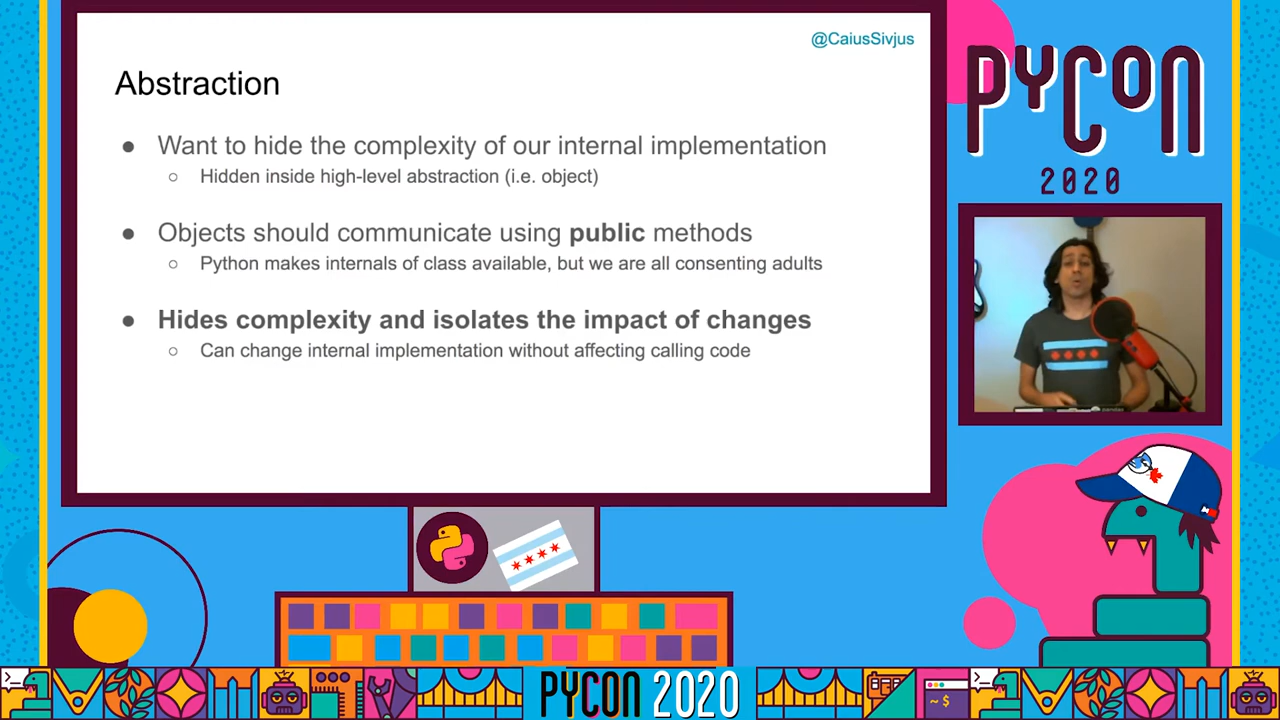 @CaiusSivjus
Abstraction
● Want to hide the complexity of our internal implementation
○ Hidden inside high-level abstraction (i.e. object)
● Objects should communicate using public methods
○ Python makes internals of class available, but we are all consenting adults
● Hides complexity and isolates the impact of changes
○ Can change internal implementation without affecting calling code
PYCON
2020
>_
~ $
PYCON 2020